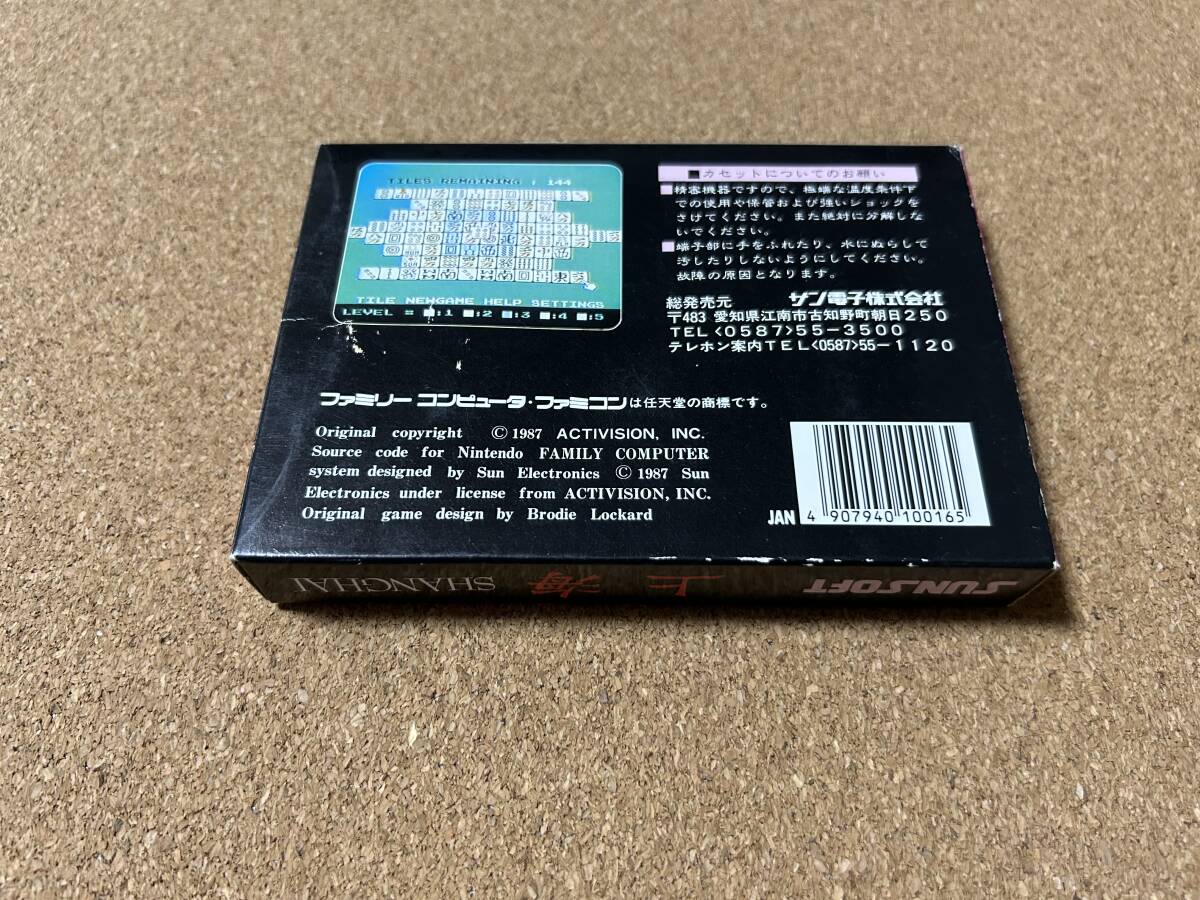 TILES REMAINING : 144
TILE NEWGAME HELP SETTINGS
LEVEL = ■:1 ■:2 ■:3 ■:4 ■:5
■カセットについてのお願い
■精密機器ですので、極端な温度条件下
での使用や保管および強いショックを
さけてください。また絶対に分解しな
いでください。
■端子部に手をふれたり、水にぬらして
汚したりしないようにしてください。
故障の原因となります。
総発売元 サン電子株式会社
〒483 愛知県江南市古知野町朝日250
TEL<0587>55-3500
テレホン案内TEL<0587>55-1120
ファミリー コンピュータ・ファミコンは任天堂の商標です。
Original copyright © 1987 ACTIVISION, INC.
Source code for Nintendo FAMILY COMPUTER
system designed by Sun Electronics © 1987 Sun
Electronics under license from ACTIVISION, INC.
Original game design by Brodie Lockard
JAN 4 907940 100165
SUNSOFT 上海 SHANGHAI